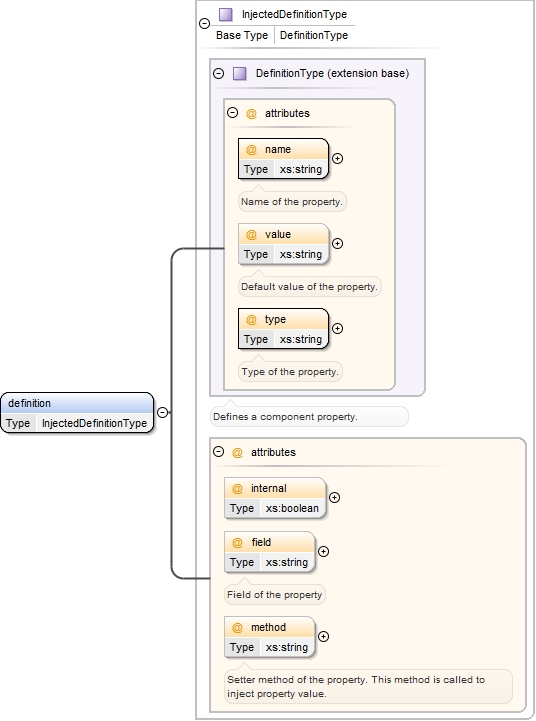 InjectedDefinitionType
Base Type DefinitionType
DefinitionType (extension base)
@ attributes
@ name
Type xs:string
Name of the property.
@ value
Type xs:string
Default value of the property.
@ type
Type xs:string
Type of the property.
definition
Type InjectedDefinitionType
Defines a component property.
@ attributes
@ internal
Type xs:boolean
@ field
Type xs:string
Field of the property
@ method
Type xs:string
Setter method of the property. This method is called to
inject property value.